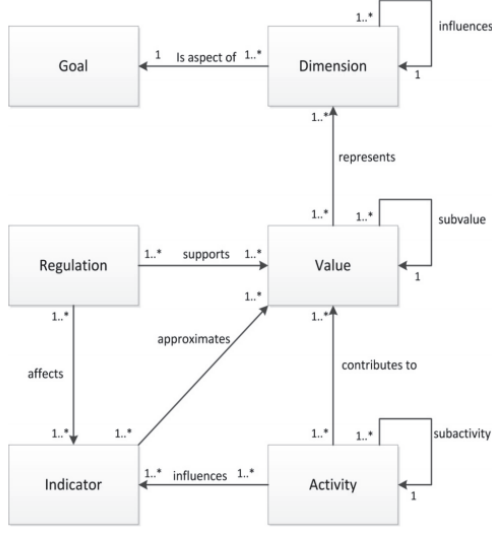 1..*
influences
Goal
1 Is aspect of 1..*
Dimension
1
1..*
represents
1..* 1..*
subvalue
Regulation
1..* supports 1..*
Value
1
1..* 1..* 1..*
approximates
affects
contributes to
1..* 1..* 1..* 1..*
subactivity
Indicator
1..* influences 1..*
Activity
1